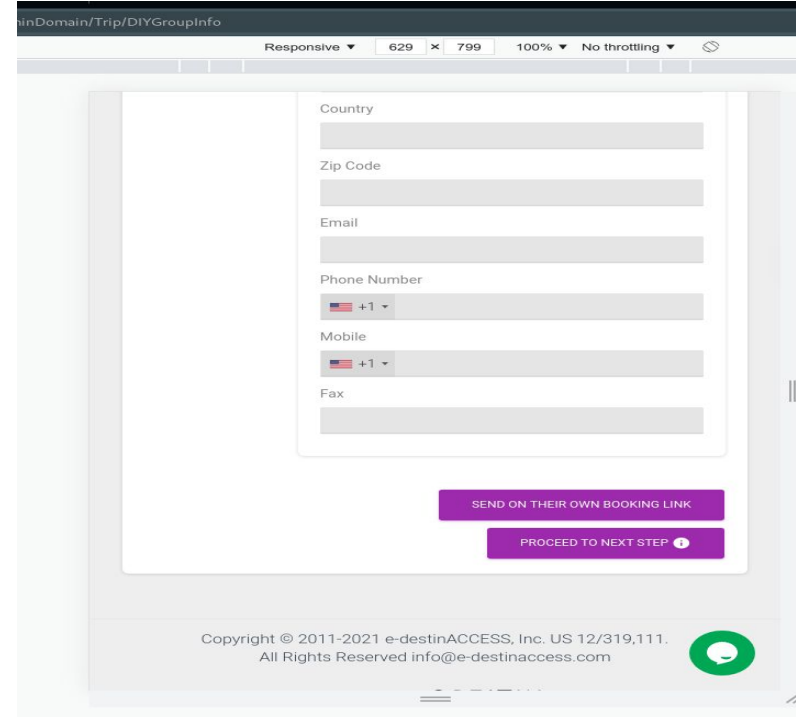 inDomain/Trip/DIYGroupInfo
Responsive ▼ 629 × 799 100% ▼ No throttling ▼
Country
Zip Code
Email
Phone Number
+1
Mobile
+1
Fax
SEND ON THEIR OWN BOOKING LINK
PROCEED TO NEXT STEP
Copyright © 2011-2021 e-destinACCESS, Inc. US 12/319,111.
All Rights Reserved info@e-destinaccess.com